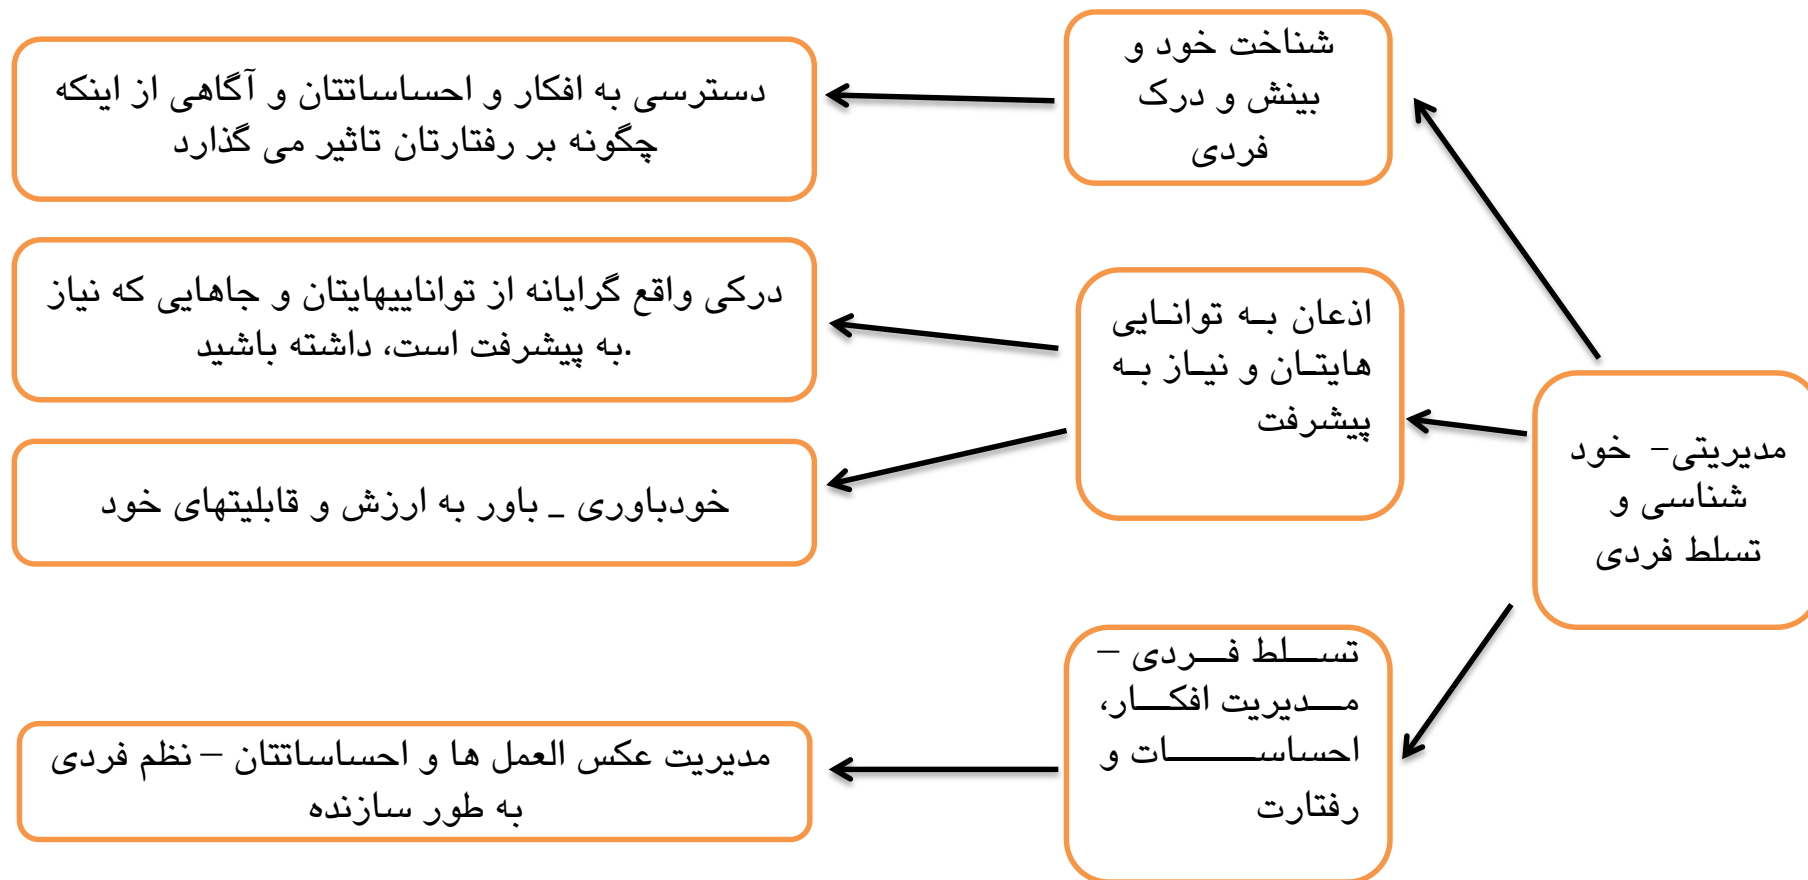 مدیریتی– خود
شناسی و
تسلط فردی
شناخت خود و
بینش و درک
فردی
دسترسی به افکار و احساساتتان و آگاهی از اینکه
چگونه بر رفتارتان تاثیر می گذارد
اذعان به توانایی
هایتان و نیاز به
پیشرفت
درکی واقع گرایانه از تواناییهایتان و جاهایی که نیاز
به پیشرفت است، داشته باشید.
خودباوری _ باور به ارزش و قابلیتهای خود
تسلط فردی –
مدیریت افکار،
احساسات و
رفتارت
مدیریت عکس العمل ها و احساساتتان – نظم فردی
به طور سازنده